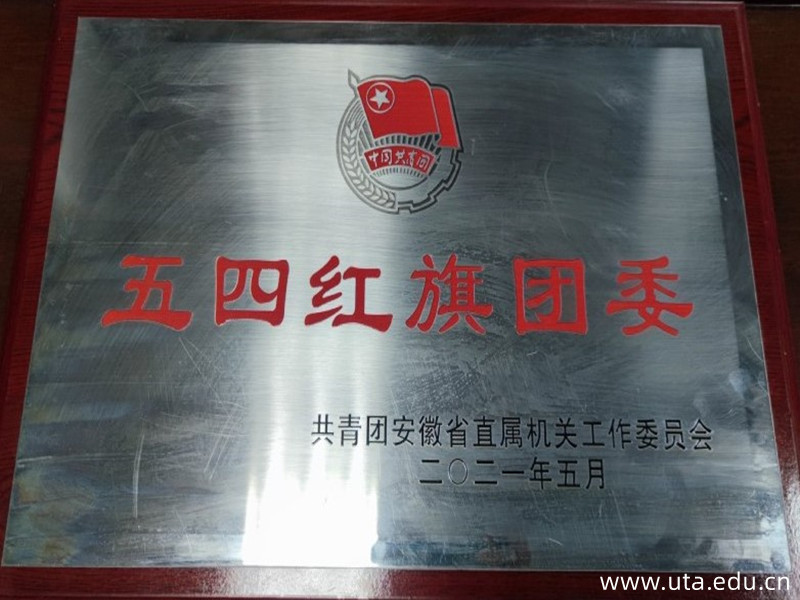 中国共青团
五四红旗团委
共青团安徽省直属机关工作委员会
二〇二一年五月
www.uta.edu.cn